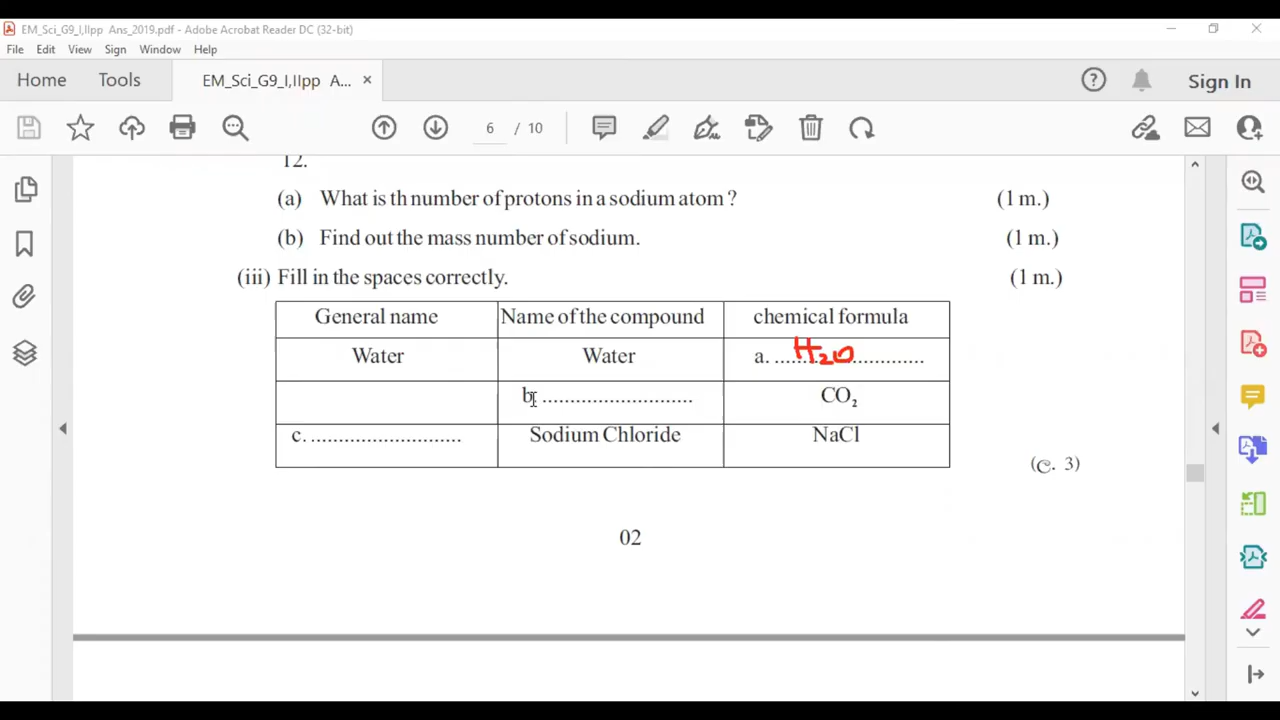 EM_Sci_G9_I,IIpp Ans_2019.pdf - Adobe Acrobat Reader DC (32-bit)
File Edit View Sign Window Help
Home Tools EM_Sci_G9_I,IIpp A... × Sign In
6 / 10
12.
(a) What is th number of protons in a sodium atom ? (1 m.)
(b) Find out the mass number of sodium. (1 m.)
(iii) Fill in the spaces correctly. (1 m.)
General name Name of the compound chemical formula
Water Water a. ........................... H₂O
b. ........................... CO₂
c. ........................... Sodium Chloride NaCl
(ල. 3)
02